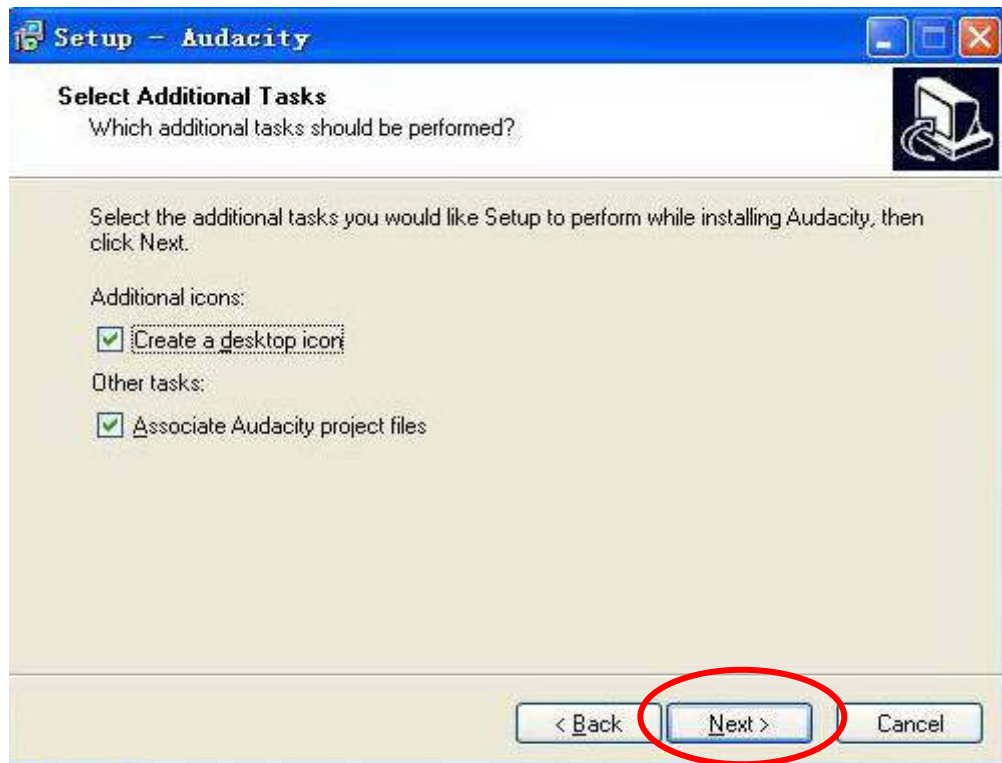 Setup - Audacity
Select Additional Tasks
Which additional tasks should be performed?
Select the additional tasks you would like Setup to perform while installing Audacity, then
click Next.
Additional icons:
Create a desktop icon
Other tasks:
Associate Audacity project files
< Back Next > Cancel